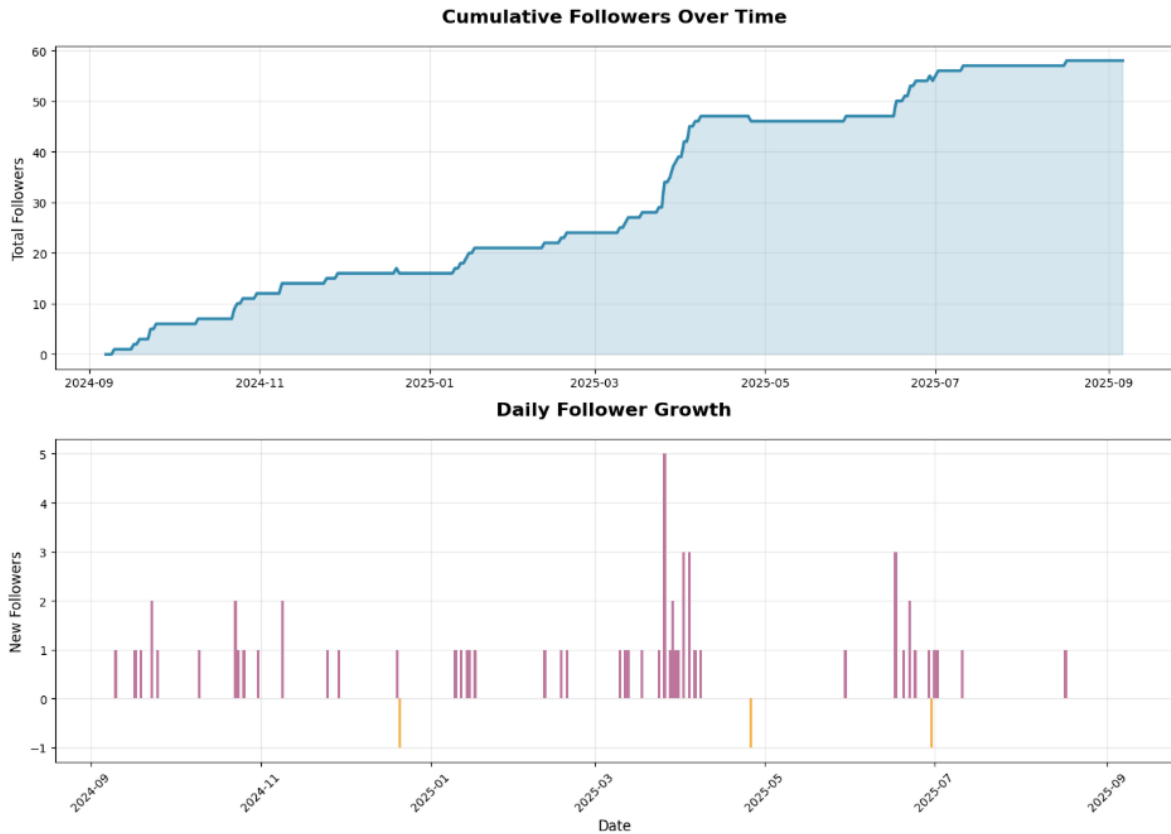 Cumulative Followers Over Time
Total Followers
60
50
40
30
20
10
0
2024-09 2024-11 2025-01 2025-03 2025-05 2025-07 2025-09
Daily Follower Growth
New Followers
5
4
3
2
1
0
−1
2024-09 2024-11 2025-01 2025-03 2025-05 2025-07 2025-09
Date